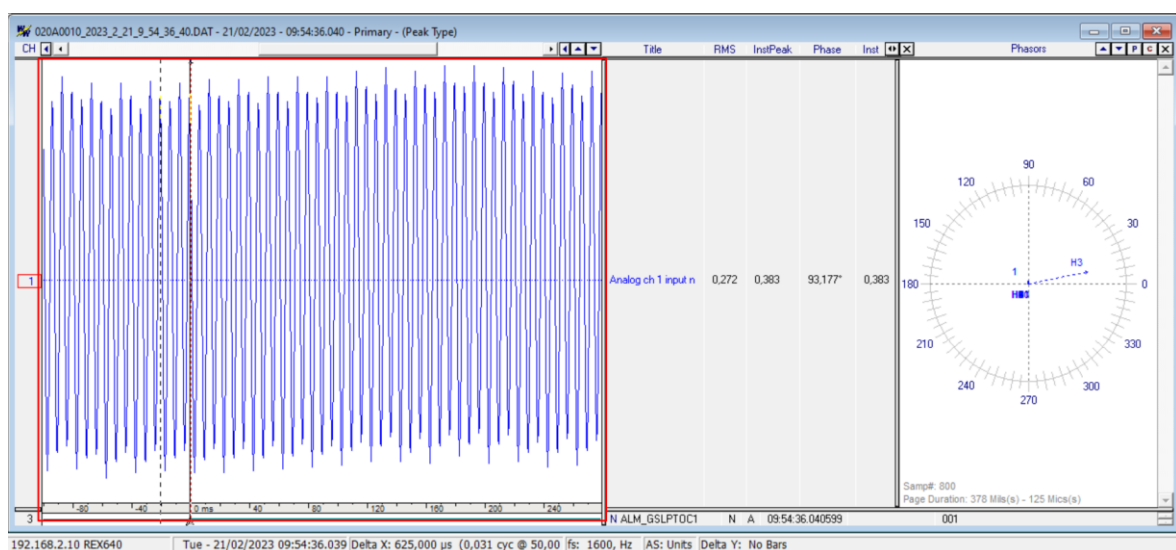 020A0010_2023_2_21_9_54_36_40.DAT - 21/02/2023 - 09:54:36.040 - Primary - (Peak Type)
CH Title RMS InstPeak Phase Inst Phasors P C
1 Analog ch 1 input n 0,272 0,383 93,177° 0,383
90
120 60
150 30
H3
1
180 0
H
210 330
240 300
270
Samp#: 800
Page Duration: 378 Mils(s) - 125 Mics(s)
-80 -40 0 ms 40 80 120 160 200 240
3 N ALM_GSLPTOC1 N A 09:54:36.040599 001
192.168.2.10 REX640 Tue - 21/02/2023 09:54:36.039 Delta X: 625,000 µs (0,031 cyc @ 50,00 fs: 1600, Hz AS: Units Delta Y: No Bars